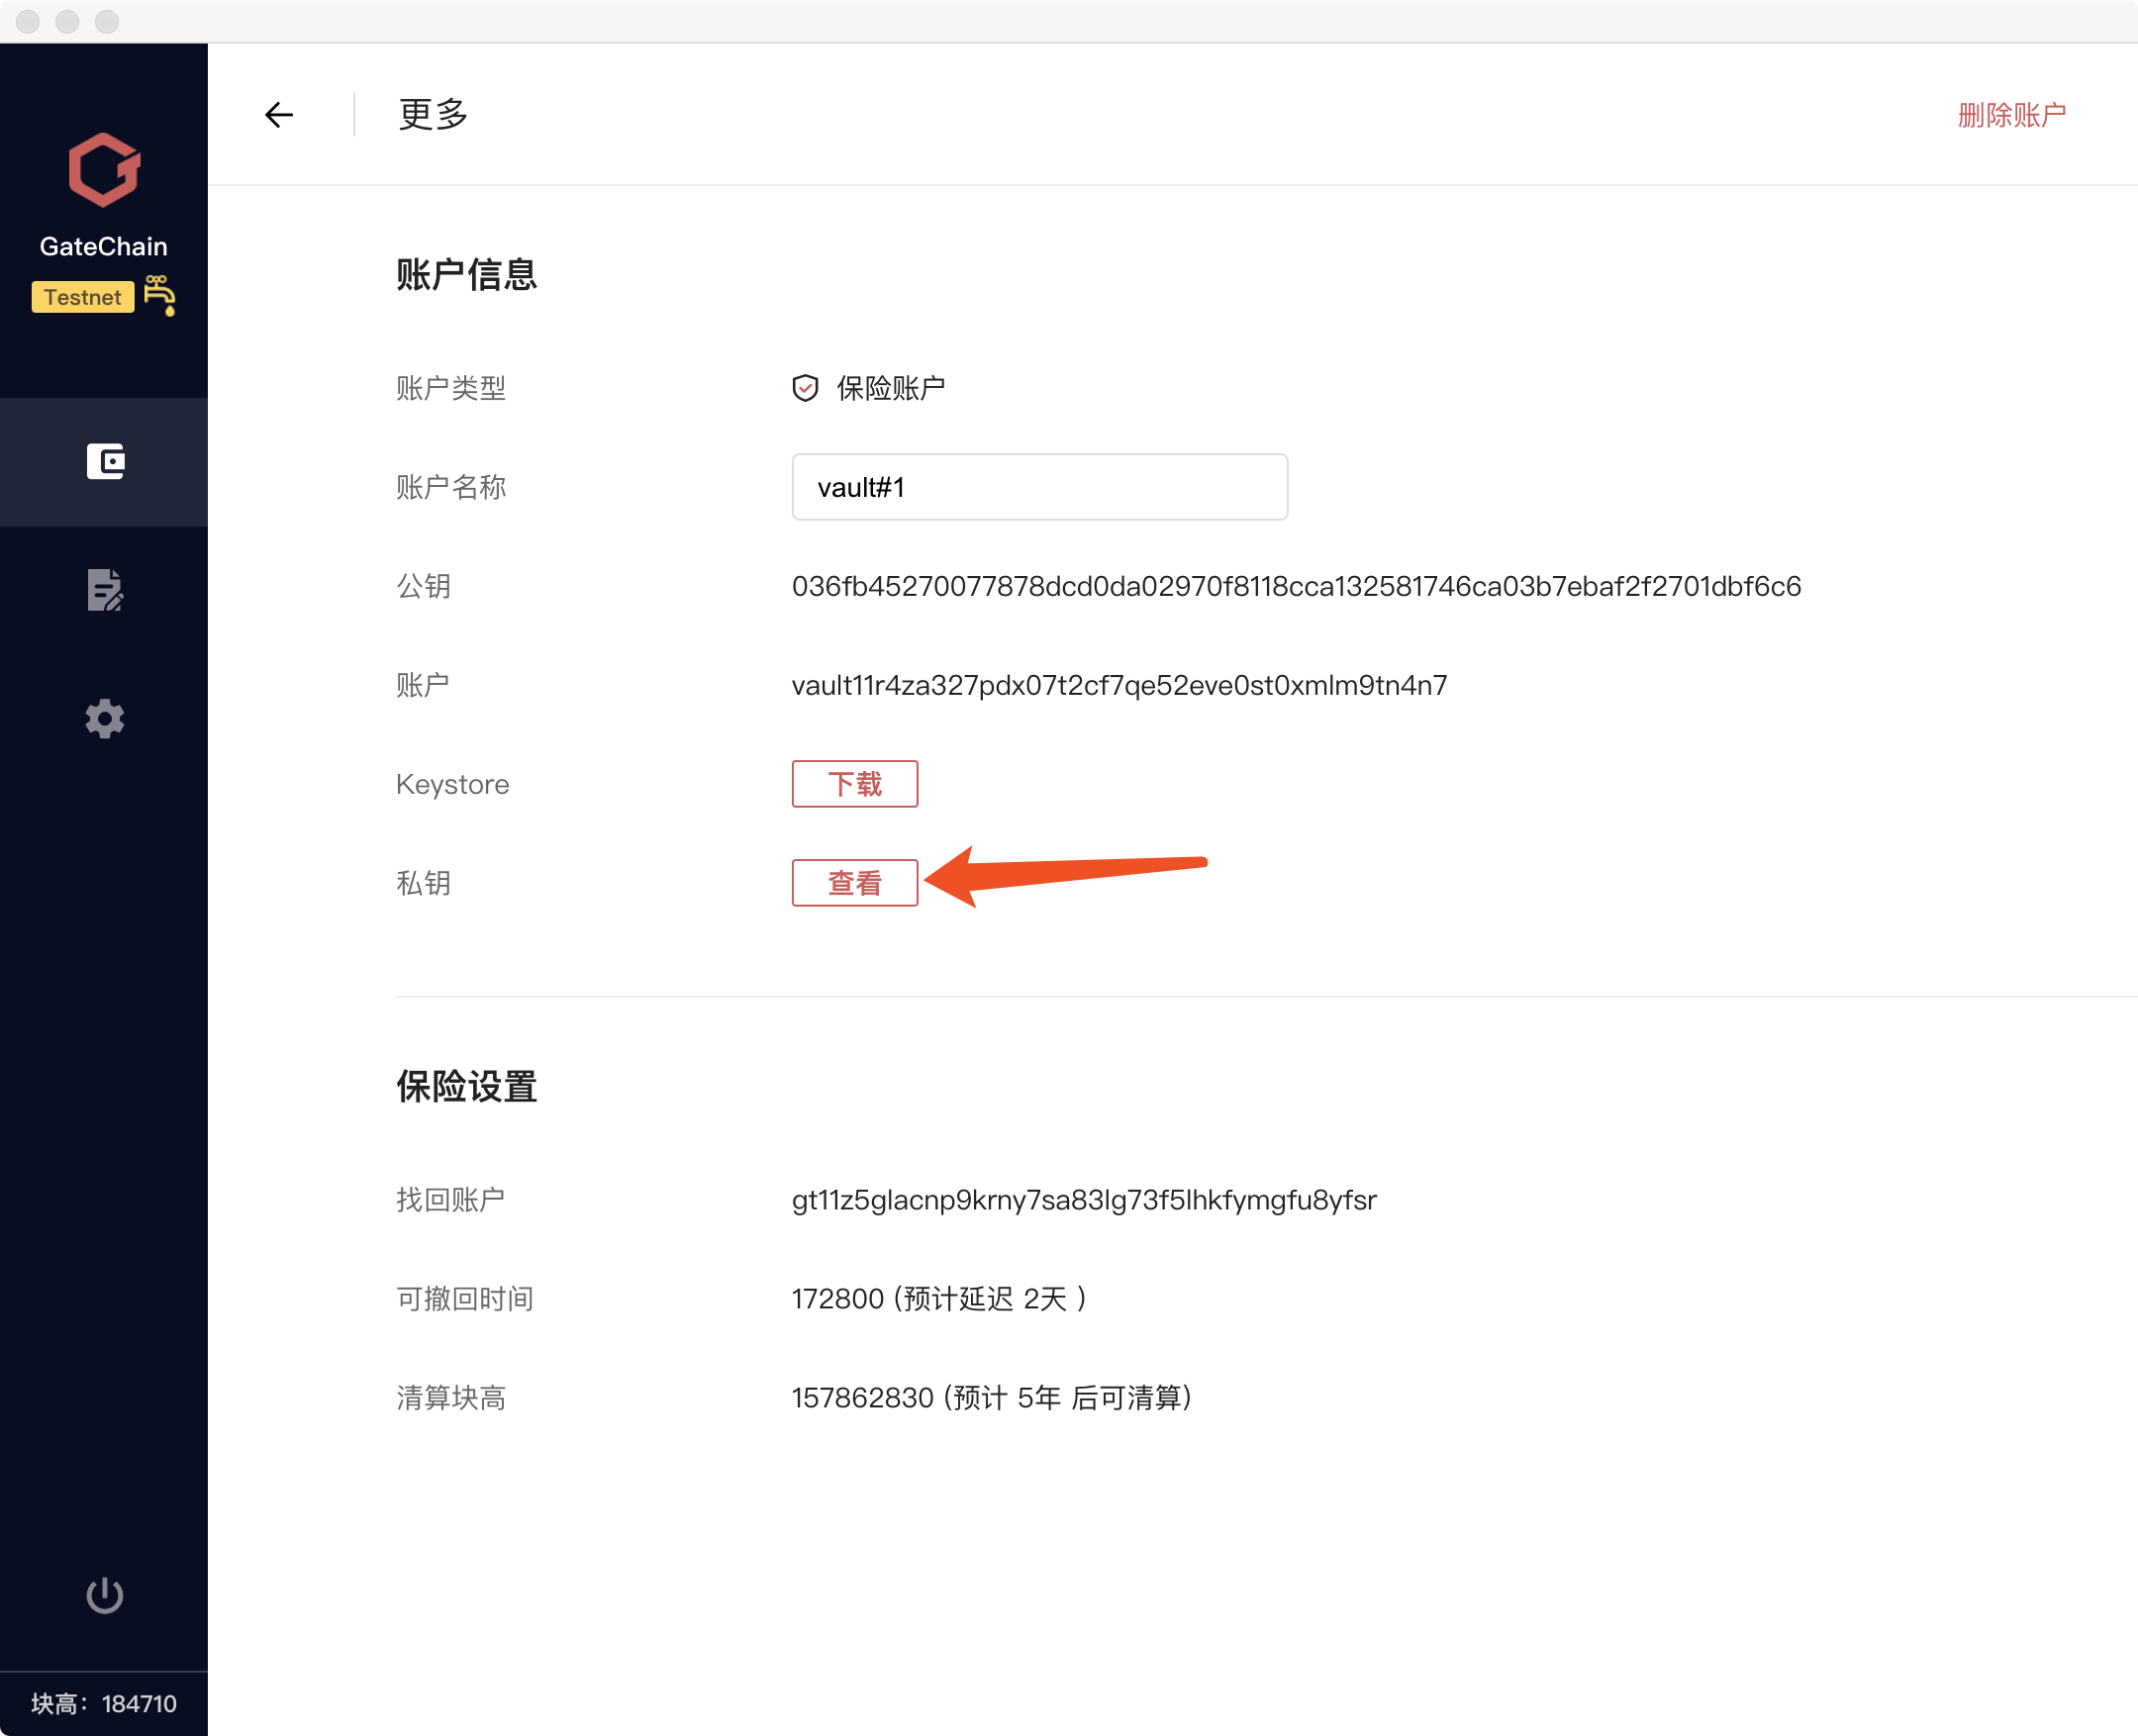 更多
删除账户
GateChain
Testnet
账户信息
账户类型 保险账户
账户名称 vault#1
公钥 036fb45270077878dcd0da02970f8118cca132581746ca03b7ebaf2f2701dbf6c6
账户 vault11r4za327pdx07t2cf7qe52eve0st0xmlm9tn4n7
Keystore 下载
私钥 查看
保险设置
找回账户 gt11z5glacnp9krny7sa83lg73f5lhkfymgfu8yfsr
可撤回时间 172800 (预计延迟 2天 )
清算块高 157862830 (预计 5年 后可清算)
块高：184710